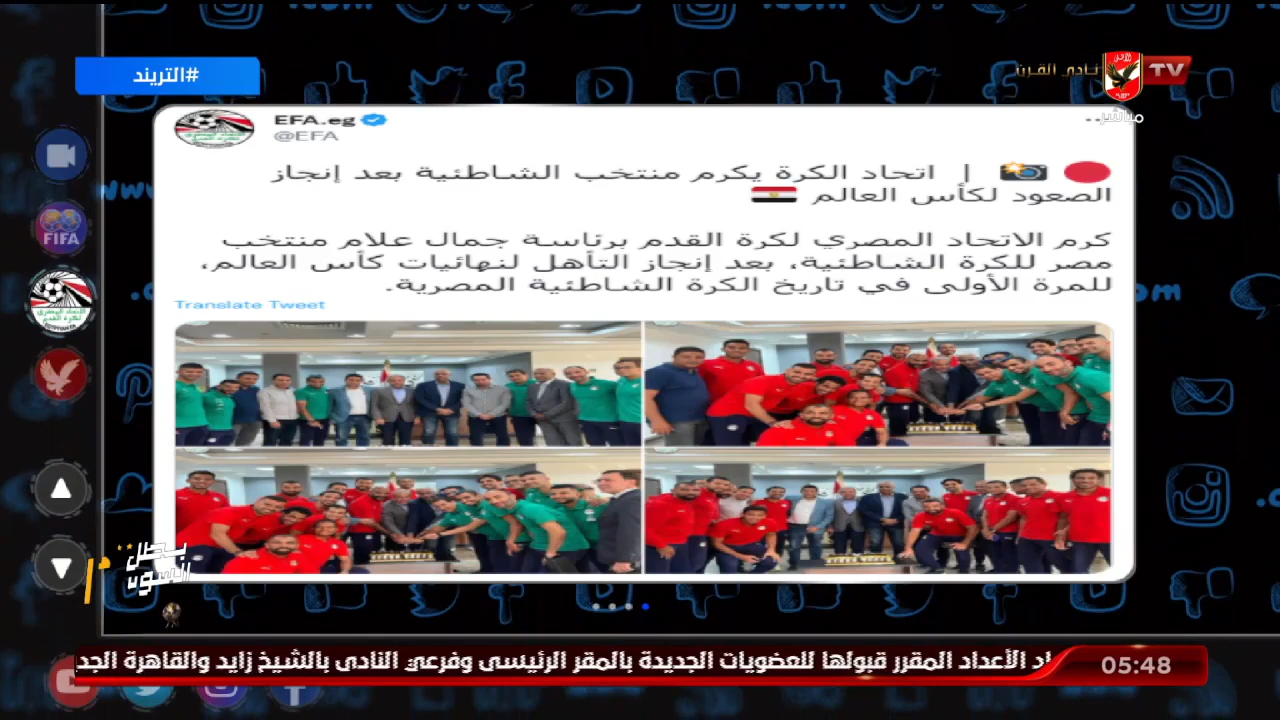 #التريند
نادي القرن
TV
مباشر
EFA.eg
@EFA
| اتحاد الكرة يكرم منتخب الشاطئية بعد إنجاز
الصعود لكأس العالم
كرم الاتحاد المصري لكرة القدم برئاسة جمال علام منتخب
مصر للكرة الشاطئية، بعد إنجاز التأهل لنهائيات كأس العالم،
للمرة الأولى في تاريخ الكرة الشاطئية المصرية.
Translate Tweet
FIFA
اد الأعداد المقرر قبولها للعضويات الجديدة بالمقر الرئيسى وفرعي النادى بالشيخ زايد والقاهرة الجد
05:48